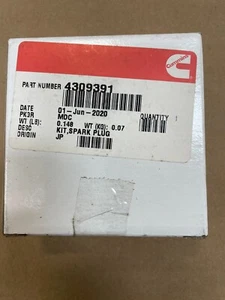 PART NUMBER 4309391
Cummins
DATE 01-Jun-2020
PKGR MDC QUANTITY 1
WT (LB): 0.148 WT (KG): 0.07
DESC KIT,SPARK PLUG
ORIGIN JP